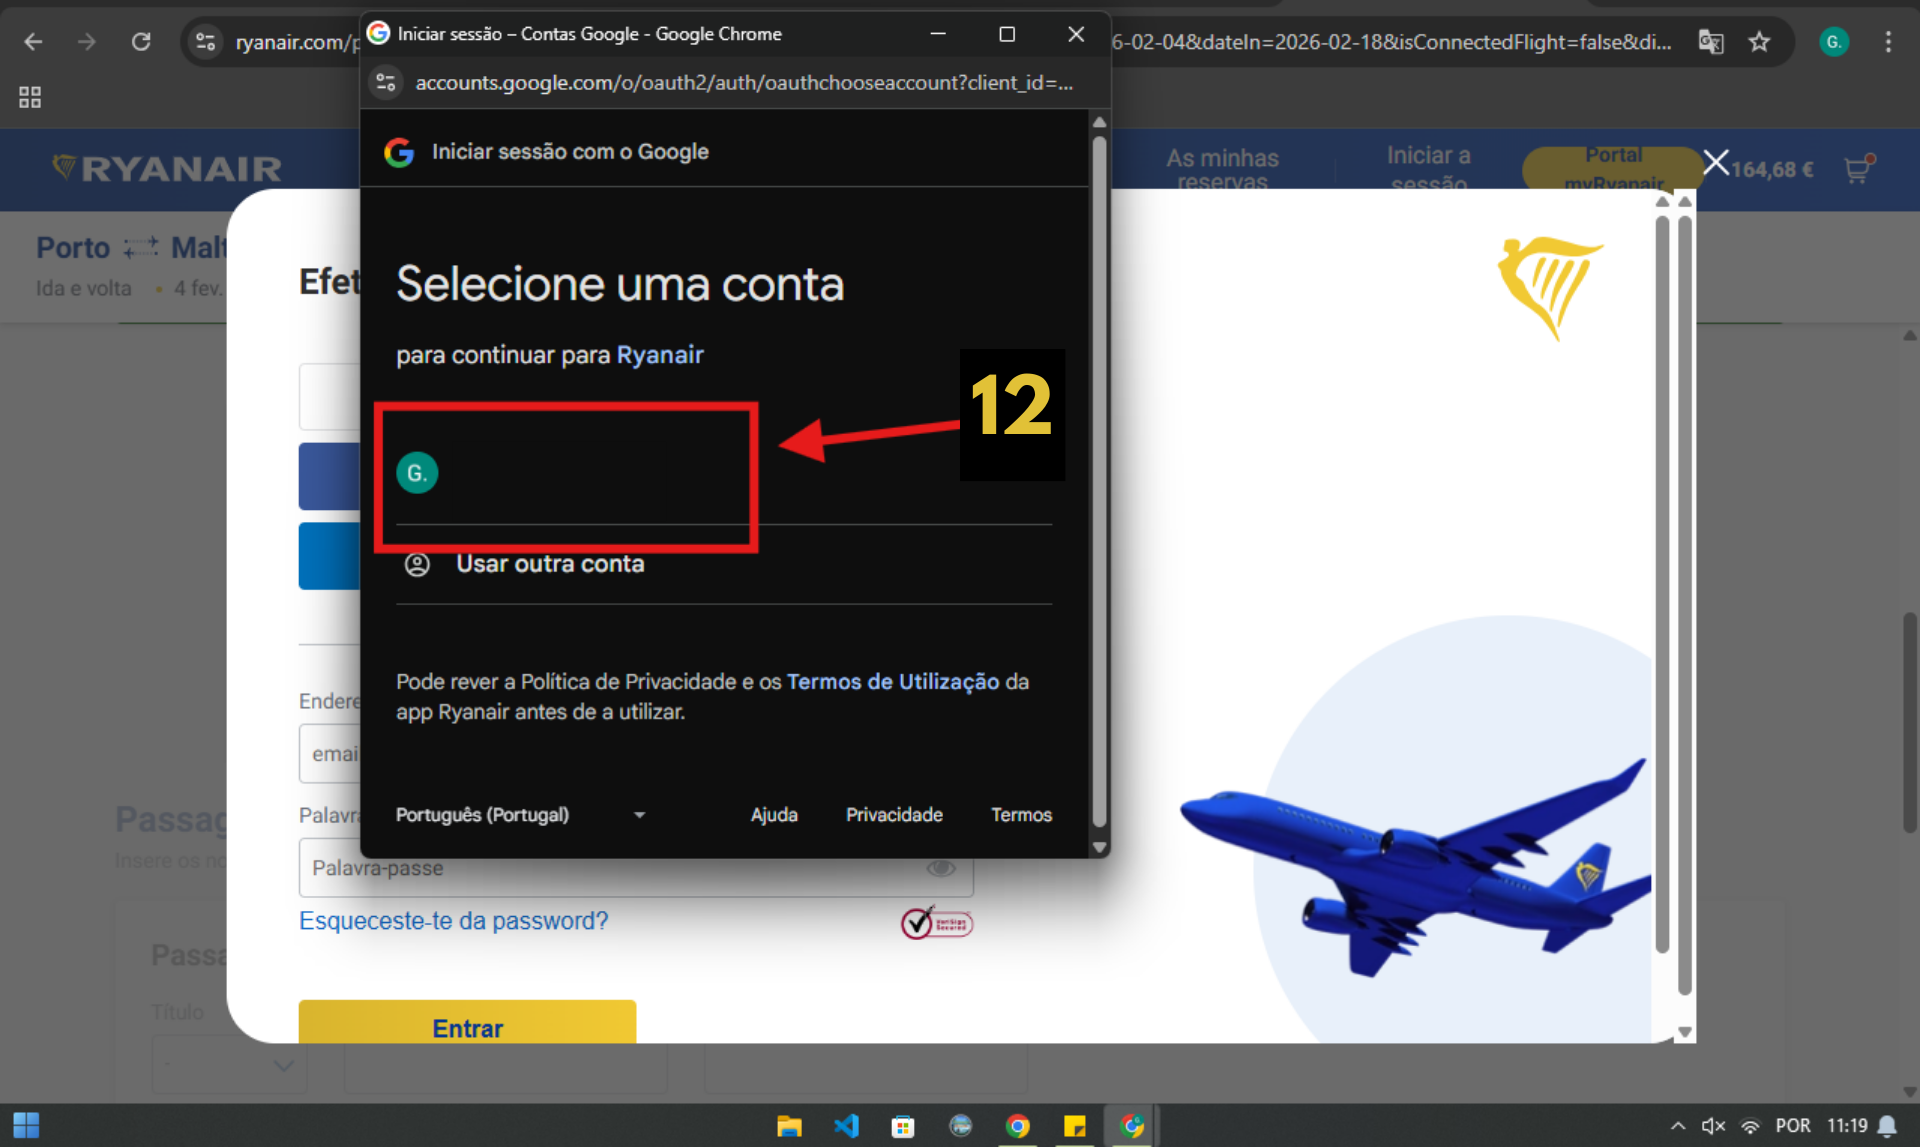 Iniciar sessão – Contas Google - Google Chrome
ryanair.com/p
6-02-04&dateIn=2026-02-18&isConnectedFlight=false&di...
G.
accounts.google.com/o/oauth2/auth/oauthchooseaccount?client_id=...
Iniciar sessão com o Google
RYANAIR
As minhas
reservas
Iniciar a
sessão
Portal
myRyanair
164,68 €
Porto Malt
Ida e volta • 4 fev.
Efet
Selecione uma conta
para continuar para Ryanair
12
G.
Usar outra conta
Pode rever a Política de Privacidade e os Termos de Utilização da
app Ryanair antes de a utilizar.
Endere
emai
Português (Portugal)
Ajuda
Privacidade
Termos
Palavra
Palavra-passe
Passag
Insere os no
Esqueceste-te da password?
VeriSign
Secured
Passa
Título
-
Entrar
POR
11:19